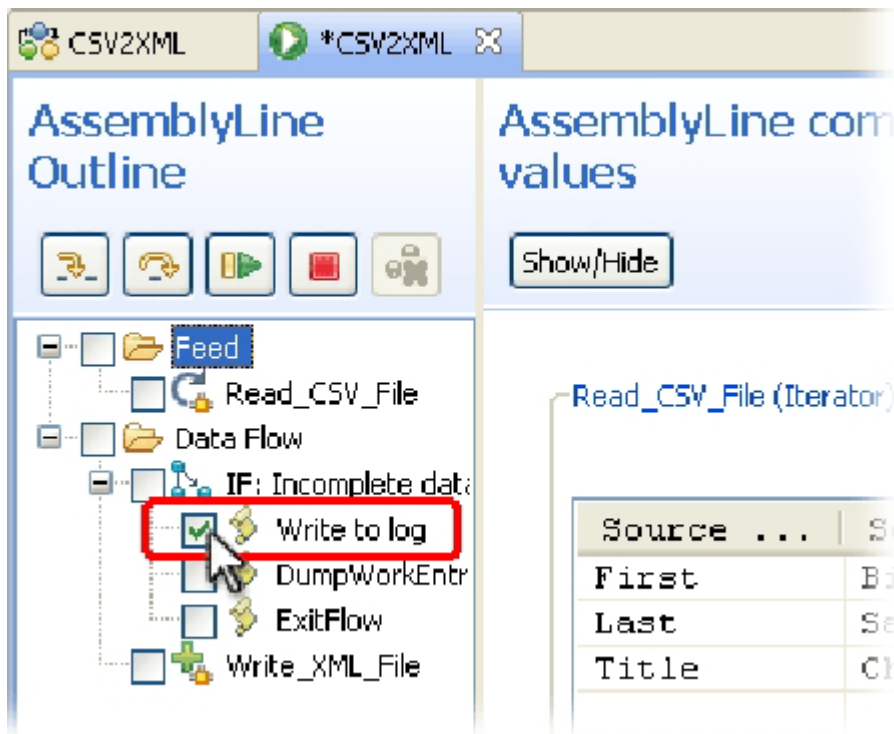 CSV2XML
*CSV2XML
AssemblyLine
Outline
AssemblyLine com
values
Show/Hide
Feed
Read_CSV_File
Data Flow
IF: Incomplete data
Write to log
DumpWorkEntr
ExitFlow
Write_XML_File
Read_CSV_File (Iterator)
Source ...
First
Last
Title